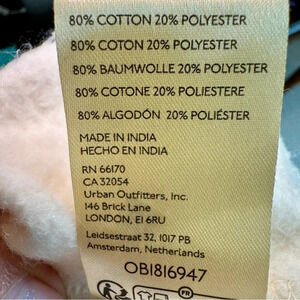 80% COTTON 20% POLYESTER
80% COTON 20% POLYESTER
80% BAUMWOLLE 20% POLYESTER
80% COTONE 20% POLIESTERE
80% ALGODÓN 20% POLIÉSTER
MADE IN INDIA
HECHO EN INDIA
RN 66170
CA 32054
Urban Outfitters, Inc.
146 Brick Lane
LONDON, E1 6RU
Leidsestraat 32, 1017 PB
Amsterdam, Netherlands
OB1816947
FR